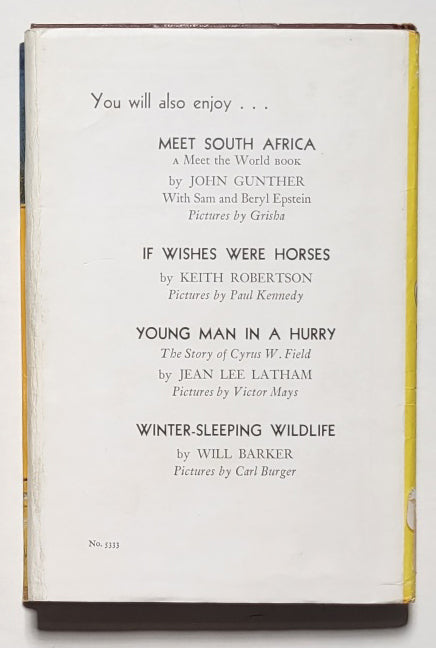 You will also enjoy . . .
MEET SOUTH AFRICA
A Meet the World BOOK
by JOHN GUNTHER
With Sam and Beryl Epstein
Pictures by Grisha
IF WISHES WERE HORSES
by KEITH ROBERTSON
Pictures by Paul Kennedy
YOUNG MAN IN A HURRY
The Story of Cyrus W. Field
by JEAN LEE LATHAM
Pictures by Victor Mays
WINTER-SLEEPING WILDLIFE
by WILL BARKER
Pictures by Carl Burger
No. 5333